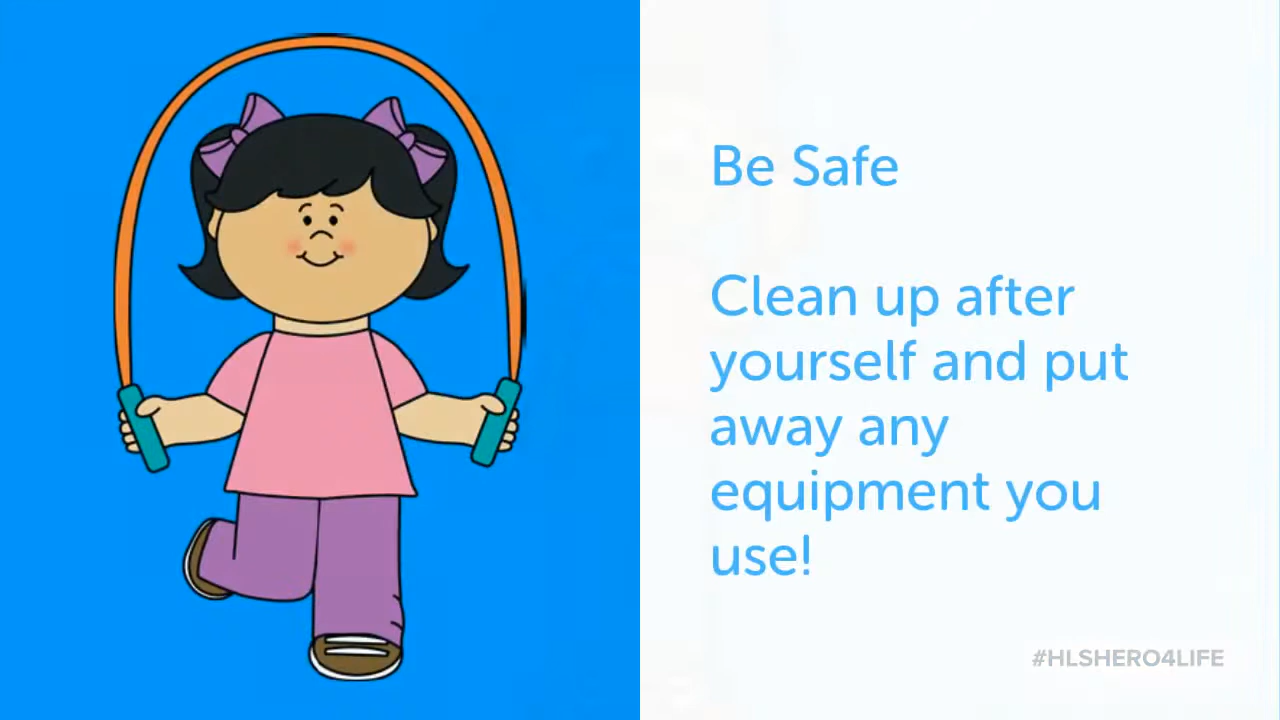 Be Safe
Clean up after
yourself and put
away any
equipment you
use!
#HLSHERO4LIFE